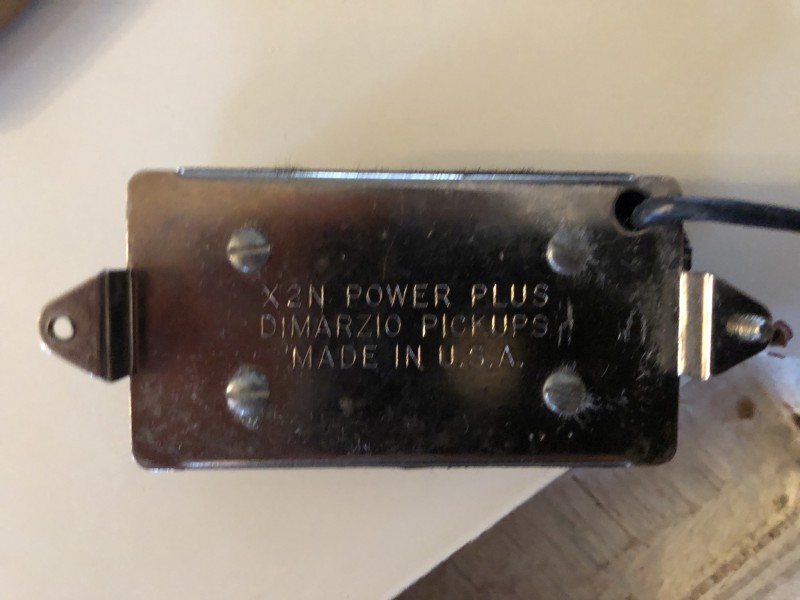 X2N POWER PLUS
DIMARZIO PICKUPS
MADE IN U.S.A.